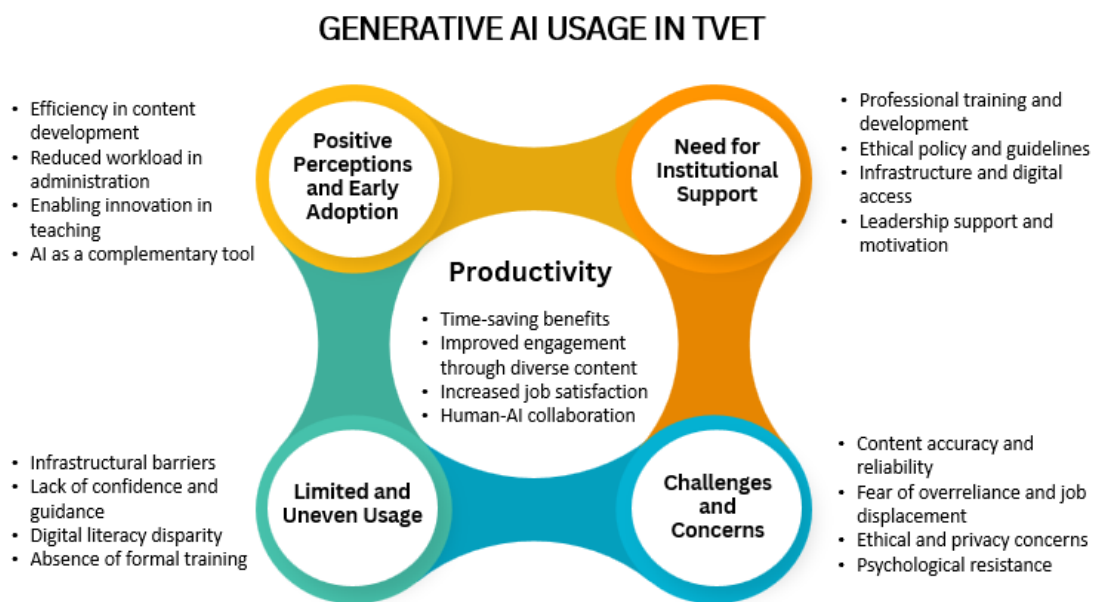 GENERATIVE AI USAGE IN TVET
• Efficiency in content
development
• Reduced workload in
administration
• Enabling innovation in
teaching
• AI as a complementary tool
Positive
Perceptions
and Early
Adoption
Need for
Institutional
Support
• Professional training and
development
• Ethical policy and guidelines
• Infrastructure and digital
access
• Leadership support and
motivation
Productivity
• Time-saving benefits
• Improved engagement
through diverse content
• Increased job satisfaction
• Human-AI collaboration
• Infrastructural barriers
• Lack of confidence and
guidance
• Digital literacy disparity
• Absence of formal training
Limited and
Uneven Usage
Challenges
and
Concerns
• Content accuracy and
reliability
• Fear of overreliance and job
displacement
• Ethical and privacy concerns
• Psychological resistance